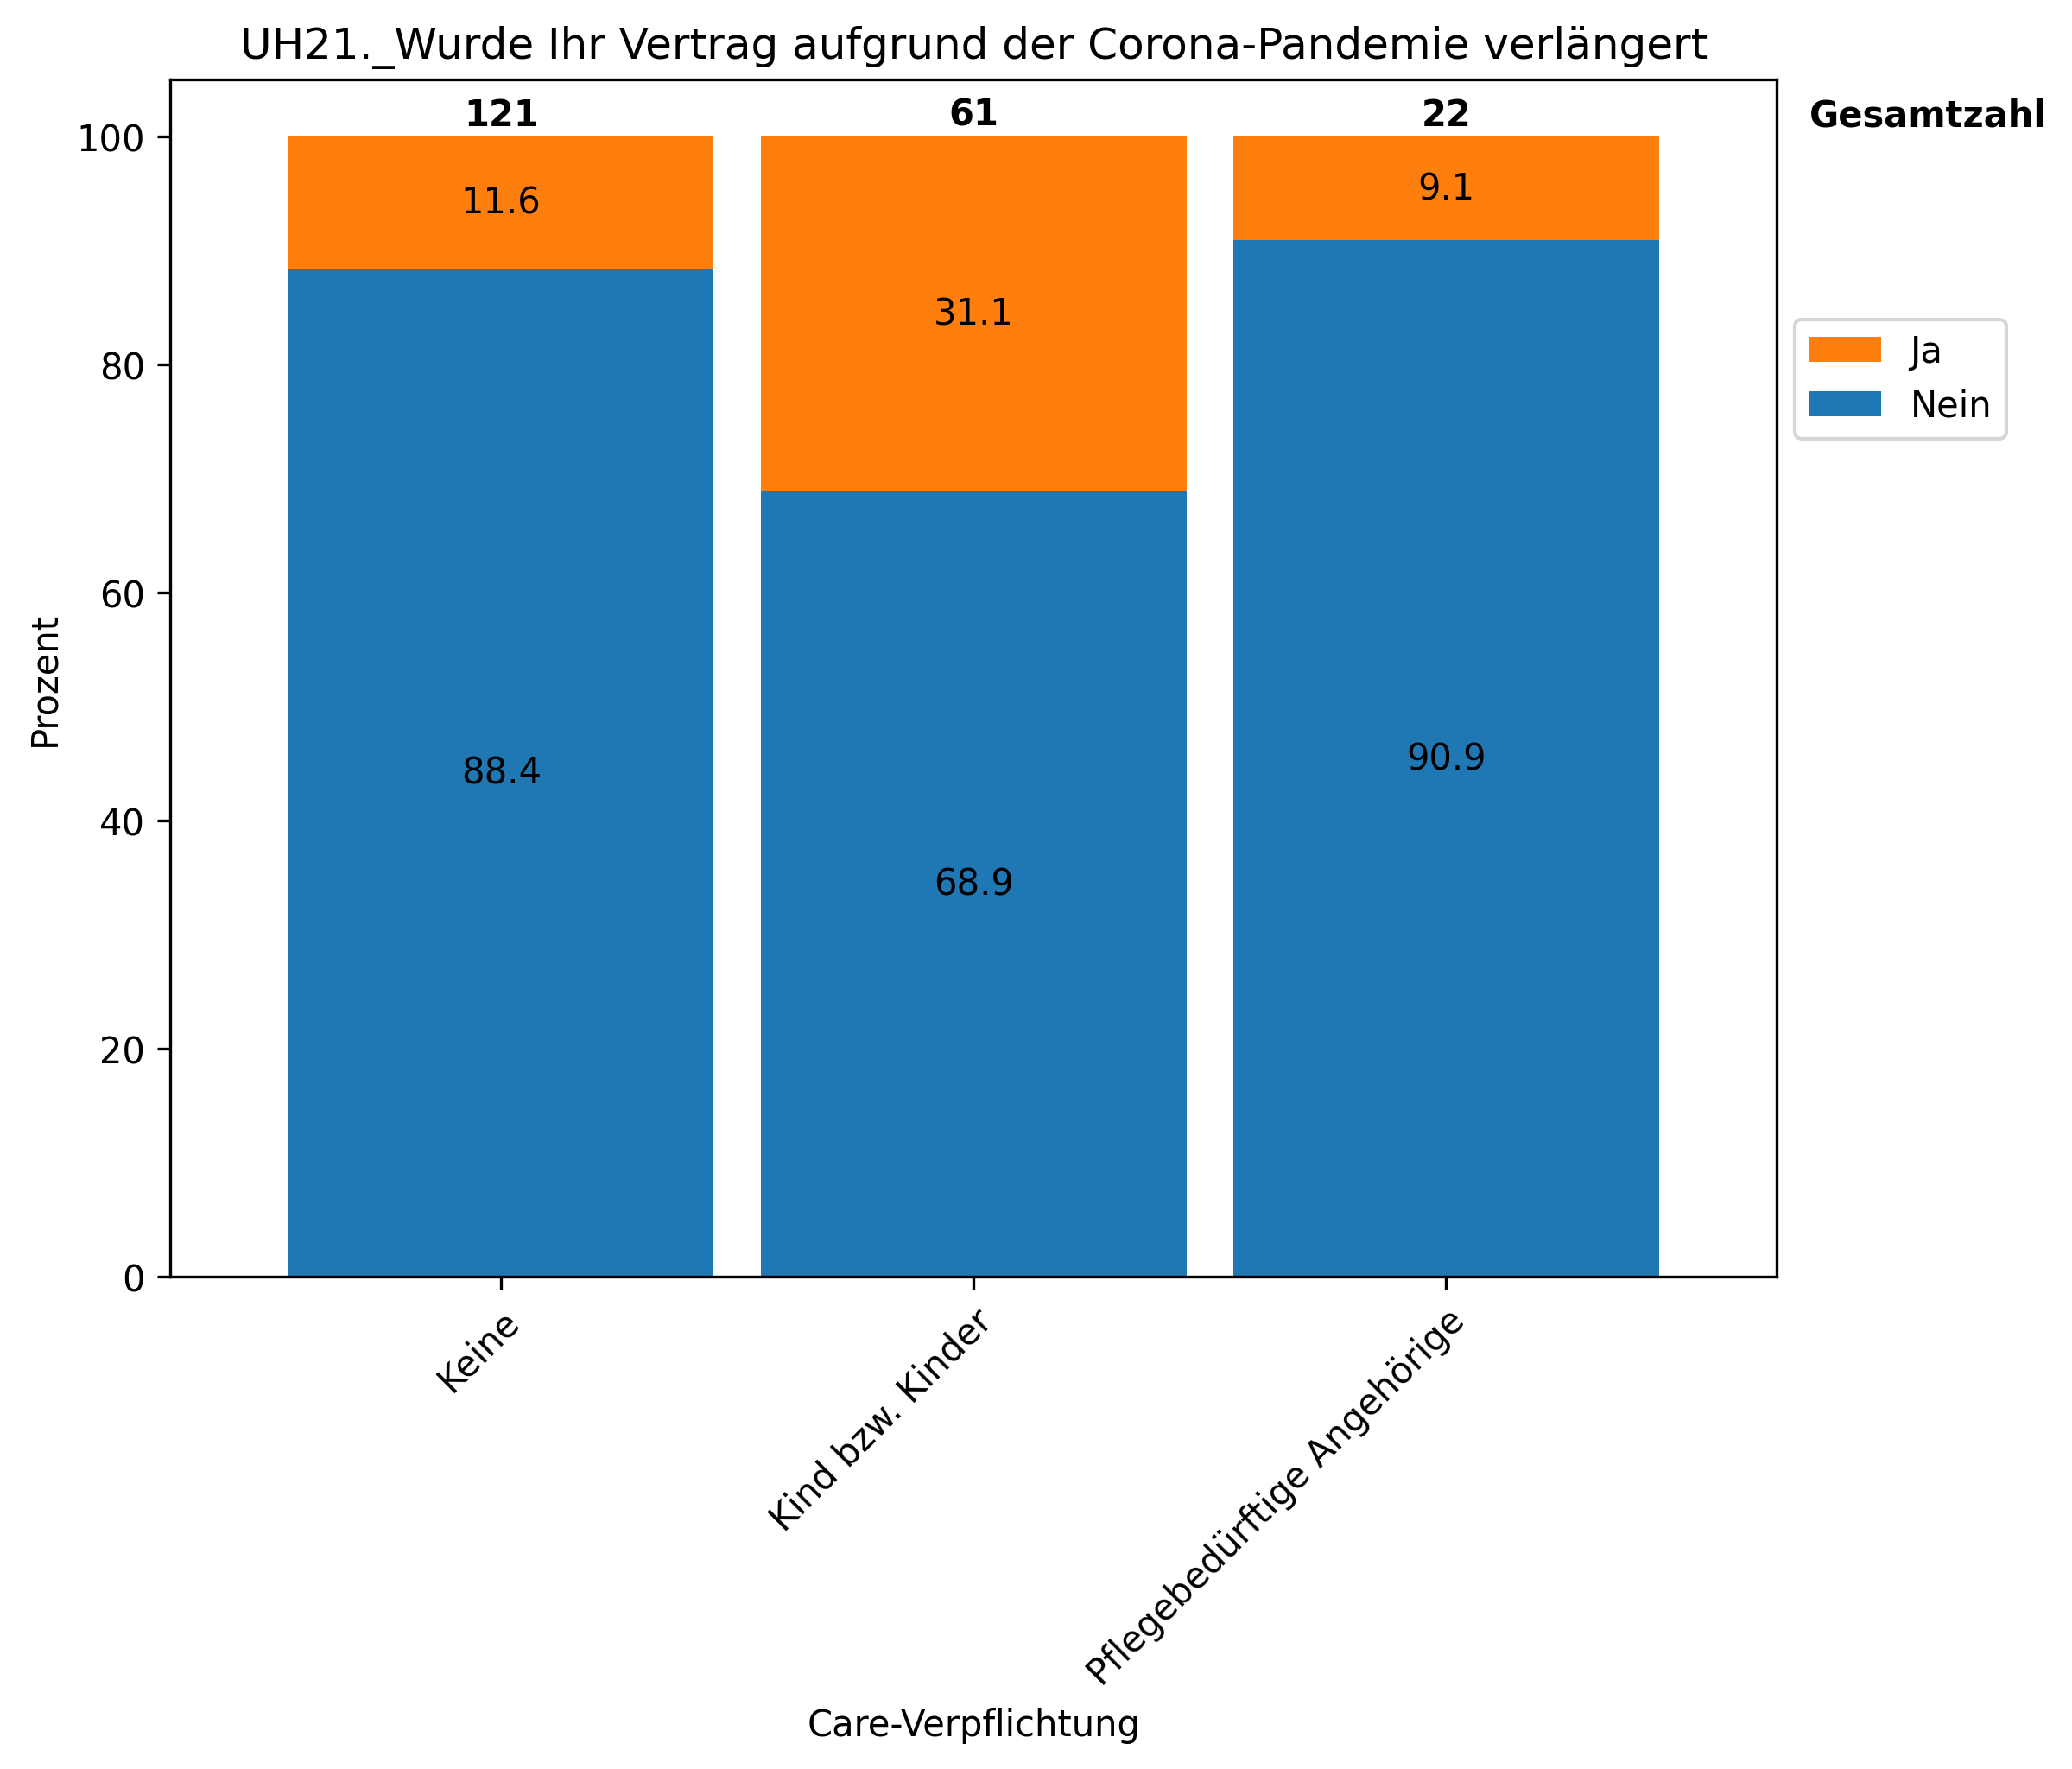 UH21._Wurde Ihr Vertrag aufgrund der Corona-Pandemie verlängert
121 61 22 Gesamtzahl
100
11.6 31.1 9.1
Ja
Nein
80
60
Prozent
88.4 68.9 90.9
40
20
0
Keine
Kind bzw. Kinder
Pflegebedürftige Angehörige
Care-Verpflichtung